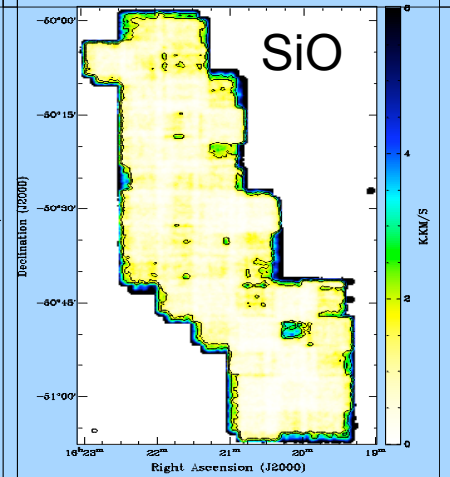 SiO
−50°00'
−50°15'
−50°30'
−50°45'
−51°00'
Declination (J2000)
16ʰ23ᵐ 22ᵐ 21ᵐ 20ᵐ 19ᵐ
Right Ascension (J2000)
6
4
2
0
K.KM/S